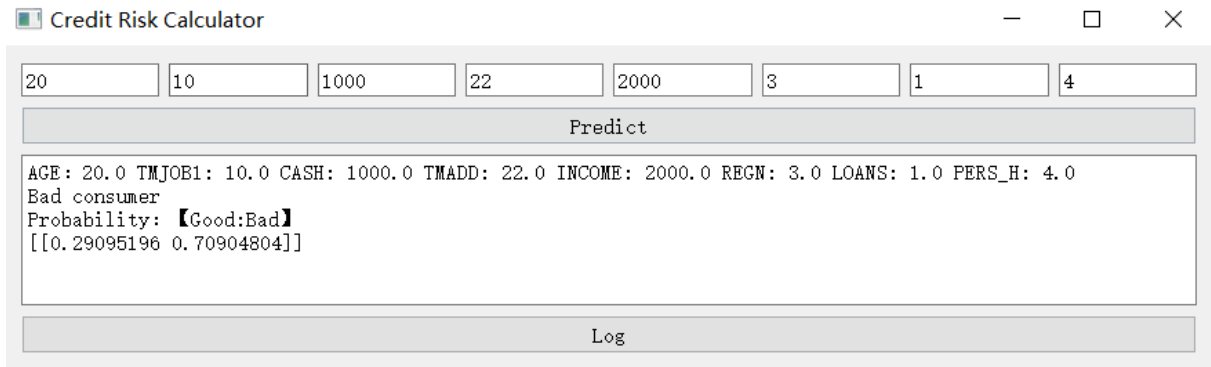 Credit Risk Calculator
20 10 1000 22 2000 3 1 4
Predict
AGE: 20.0 TMJOB1: 10.0 CASH: 1000.0 TMADD: 22.0 INCOME: 2000.0 REGN: 3.0 LOANS: 1.0 PERS_H: 4.0
Bad consumer
Probability: 【Good:Bad】
[[0.29095196 0.70904804]]
Log